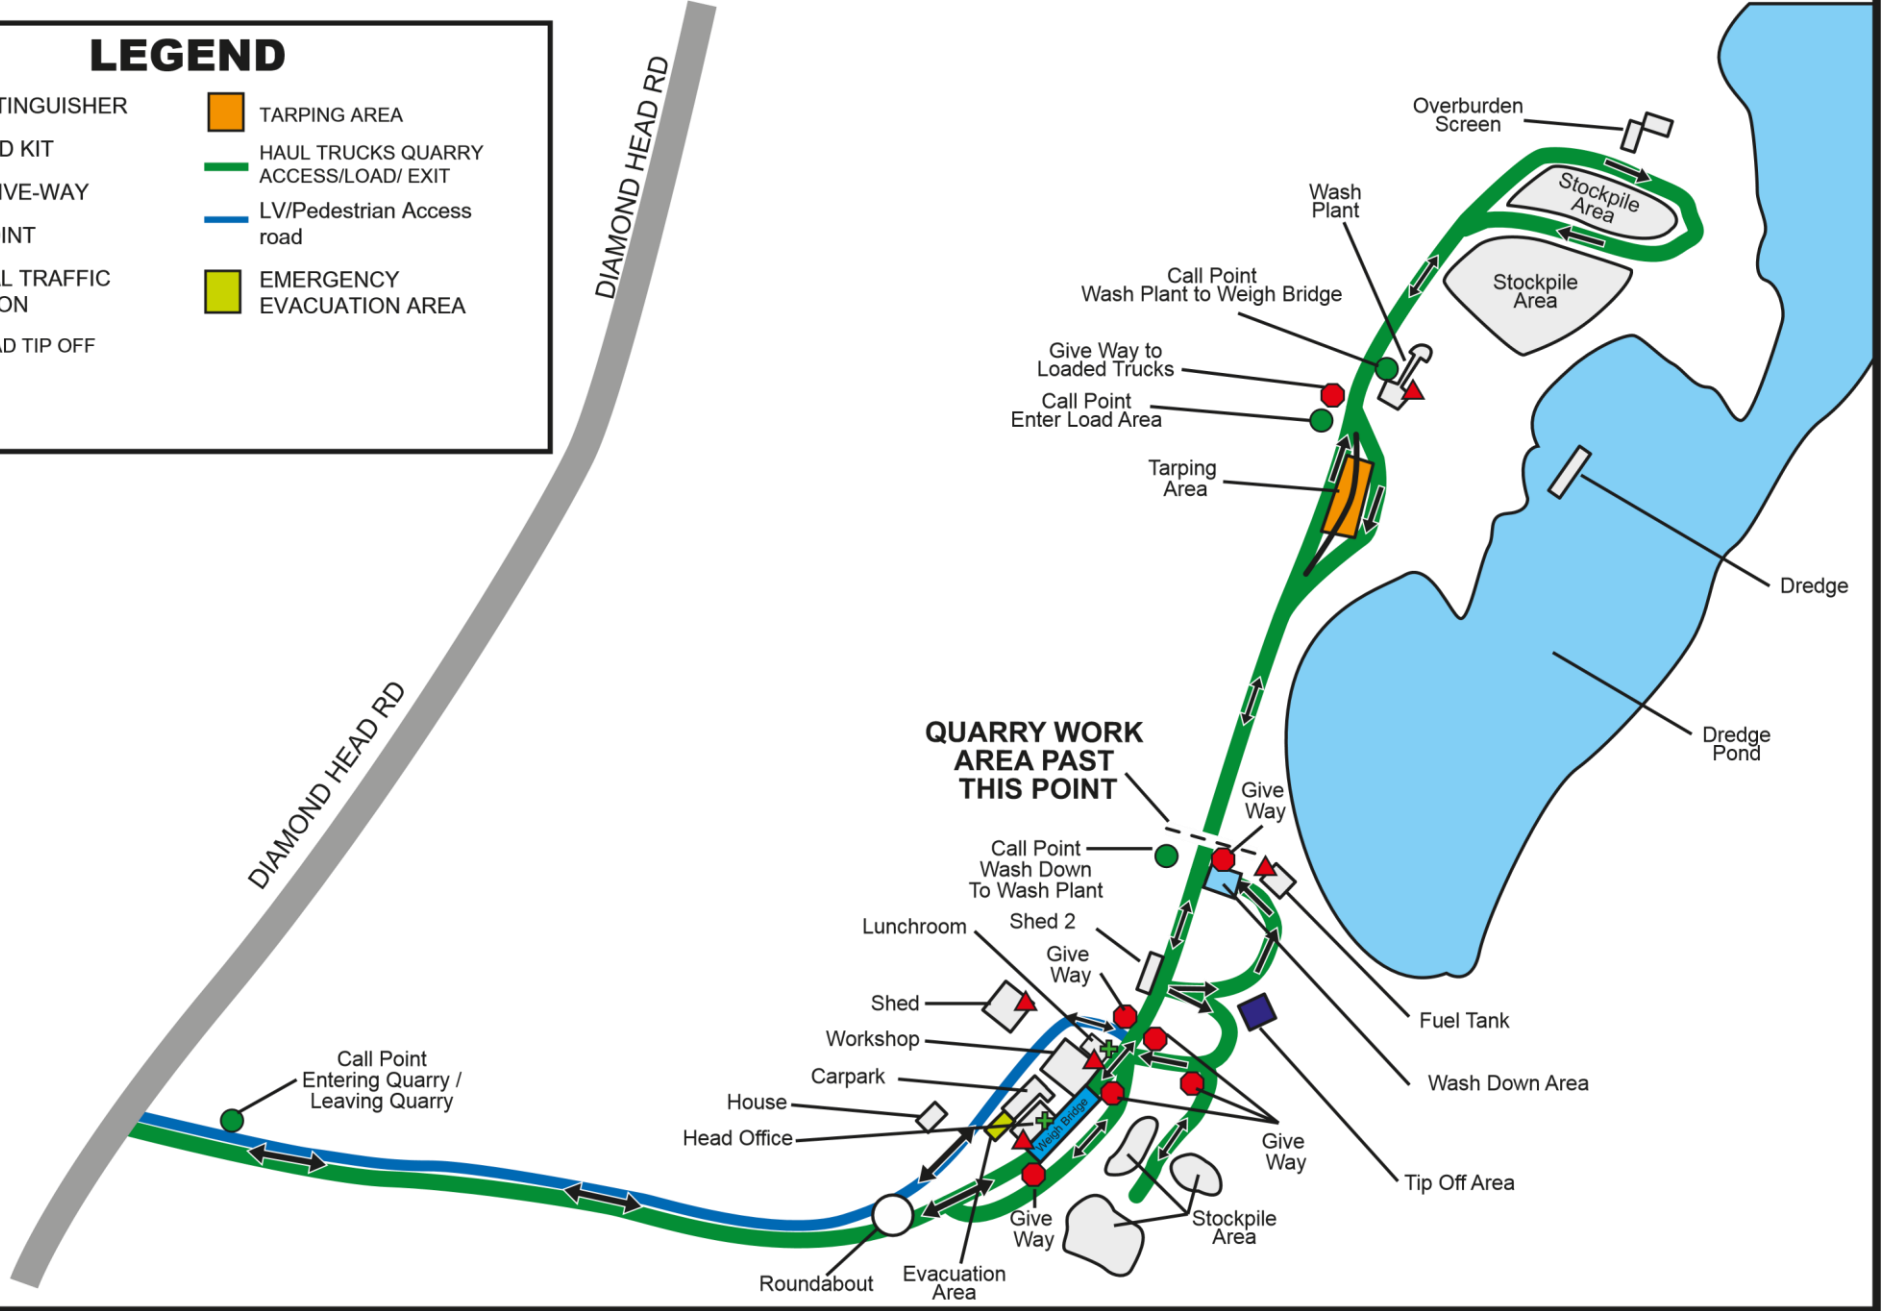 LEGEND
TINGUISHER
D KIT
IVE-WAY
INT
L TRAFFIC
ON
AD TIP OFF
TARPING AREA
HAUL TRUCKS QUARRY
ACCESS/LOAD/ EXIT
LV/Pedestrian Access
road
EMERGENCY
EVACUATION AREA
DIAMOND HEAD RD
DIAMOND HEAD RD
Overburden
Screen
Stockpile
Area
Wash
Plant
Stockpile
Area
Call Point
Wash Plant to Weigh Bridge
Give Way to
Loaded Trucks
Call Point
Enter Load Area
Tarping
Area
Dredge
Dredge
Pond
QUARRY WORK
AREA PAST
THIS POINT
Give
Way
Call Point
Wash Down
To Wash Plant
Lunchroom
Shed 2
Give
Way
Shed
Workshop
Carpark
House
Head Office
Weigh Bridge
Call Point
Entering Quarry /
Leaving Quarry
Fuel Tank
Wash Down Area
Give
Way
Tip Off Area
Stockpile
Area
Give
Way
Evacuation
Area
Roundabout